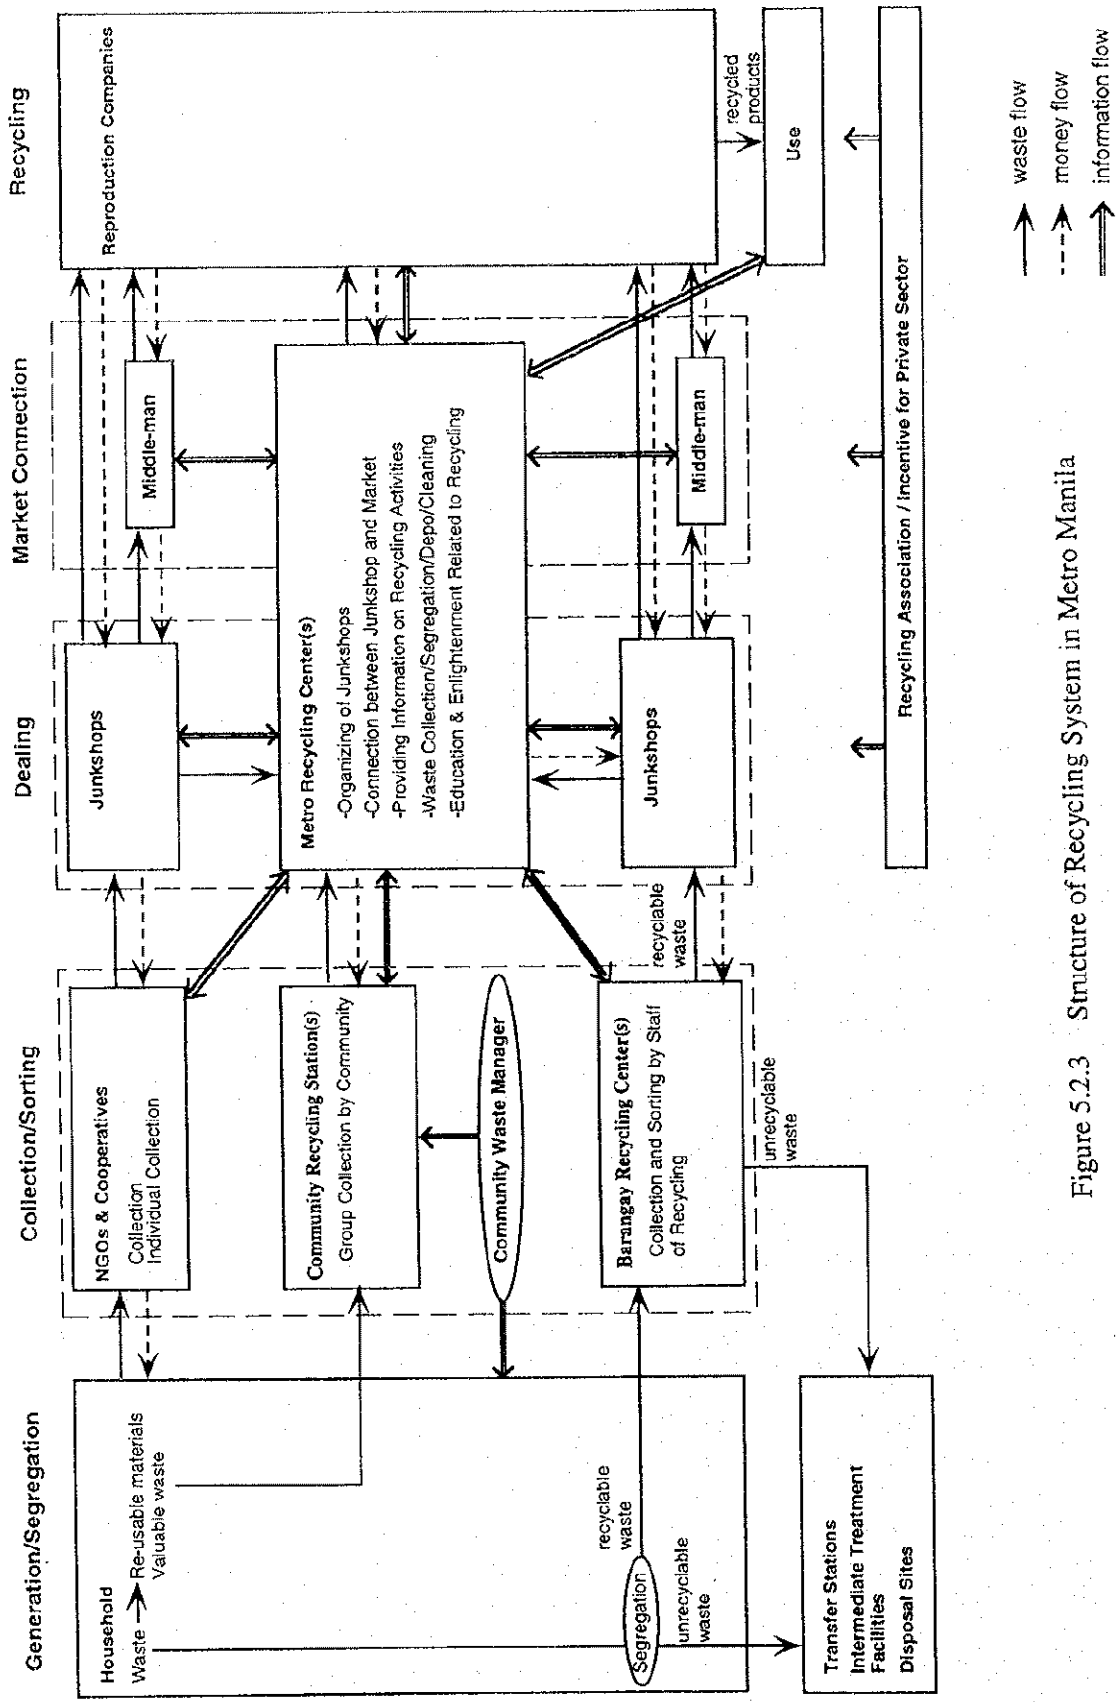 Generation/Segregation
Collection/Sorting
Dealing
Market Connection
Recycling
Household
Waste
Re-usable materials
Valuable waste
Segregation
recyclable
waste
unrecyclable
waste
Transfer Stations
Intermediate Treatment
Facilities
Disposal Sites
NGOs & Cooperatives
Collection
Individual Collection
Community Recycling Station(s)
Group Collection by Community
Community Waste Manager
Barangay Recycling Center(s)
Collection and Sorting by Staff
of Recycling
unrecyclable
waste
recyclable
waste
Junkshops
Metro Recycling Center(s)
-Organizing of Junkshops
-Connection between Junkshop and Market
-Providing Information on Recycling Activities
-Waste Collection/Segregation/Depo/Cleaning
-Education & Enlightenment Related to Recycling
Junkshops
Middle-man
Middle-man
Reproduction Companies
recycled
products
Use
Recycling Association / Incentive for Private Sector
waste flow
money flow
information flow
Figure 5.2.3 Structure of Recycling System in Metro Manila